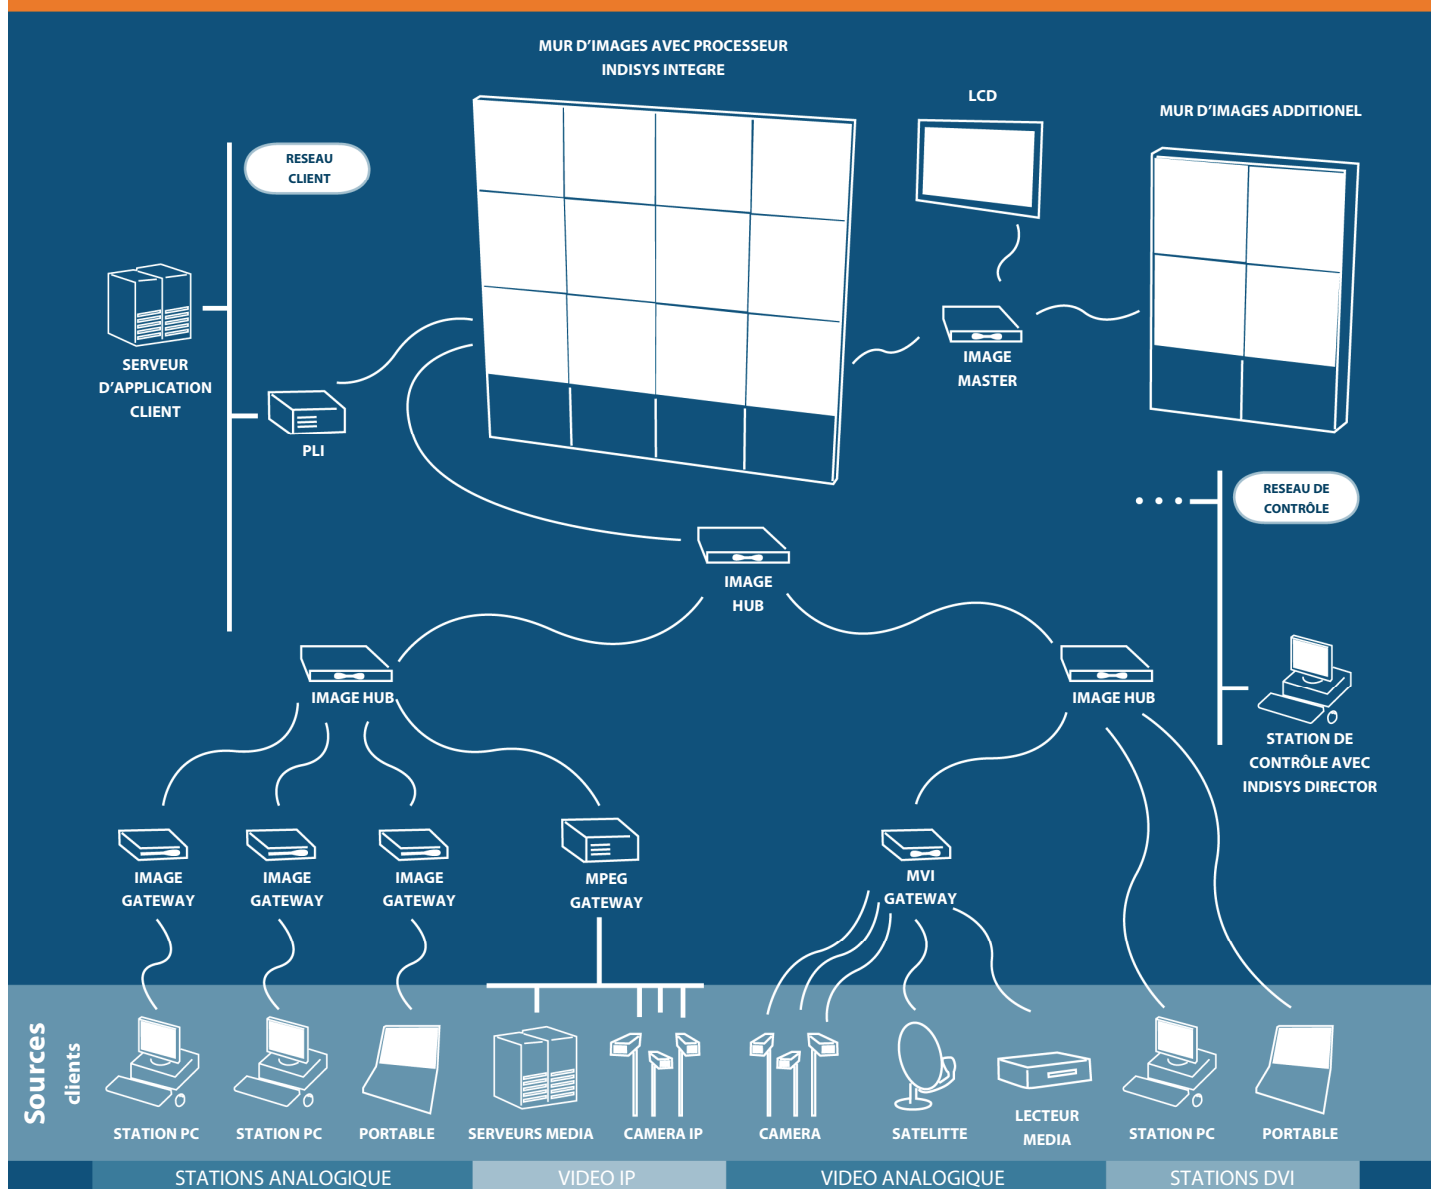 MUR D'IMAGES AVEC PROCESSEUR
INDISYS INTEGRE
LCD
MUR D'IMAGES ADDITIONEL
RESEAU
CLIENT
SERVEUR
D'APPLICATION
CLIENT
PLI
IMAGE
MASTER
RESEAU DE
CONTRÔLE
IMAGE
HUB
IMAGE HUB
IMAGE HUB
STATION DE
CONTRÔLE AVEC
INDISYS DIRECTOR
IMAGE
GATEWAY
IMAGE
GATEWAY
IMAGE
GATEWAY
MPEG
GATEWAY
MVI
GATEWAY
Sources
clients
STATION PC
STATION PC
PORTABLE
SERVEURS MEDIA
CAMERA IP
CAMERA
SATELITTE
LECTEUR
MEDIA
STATION PC
PORTABLE
STATIONS ANALOGIQUE
VIDEO IP
VIDEO ANALOGIQUE
STATIONS DVI